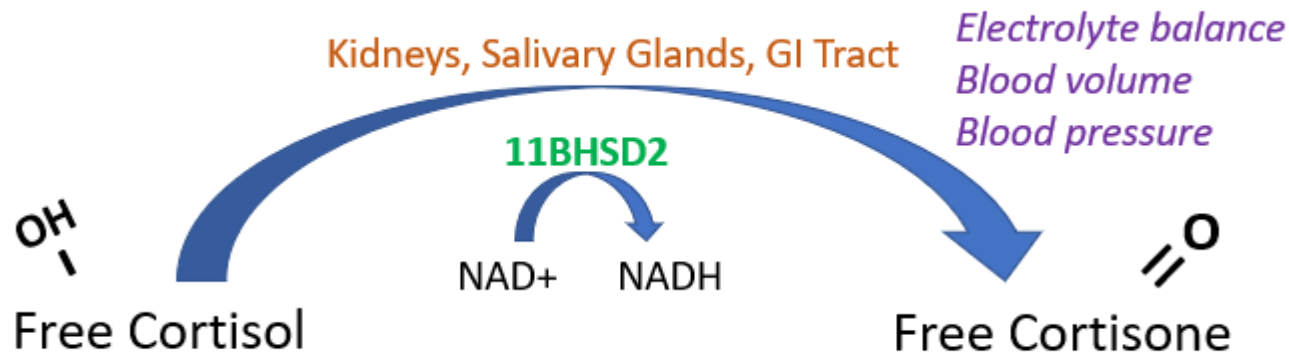 Electrolyte balance
Kidneys, Salivary Glands, GI Tract
Blood volume
Blood pressure
11BHSD2
OH
O
NAD+ NADH
Free Cortisol Free Cortisone